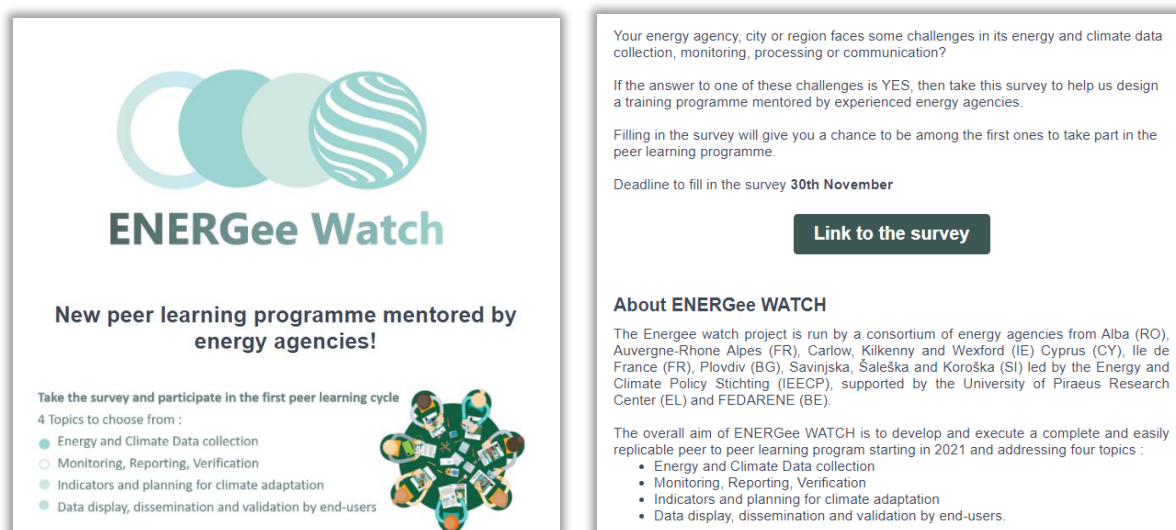 ENERGee Watch
New peer learning programme mentored by
energy agencies!
Take the survey and participate in the first peer learning cycle
4 Topics to choose from :
Energy and Climate Data collection
Monitoring, Reporting, Verification
Indicators and planning for climate adaptation
Data display, dissemination and validation by end-users
Your energy agency, city or region faces some challenges in its energy and climate data
collection, monitoring, processing or communication?
If the answer to one of these challenges is YES, then take this survey to help us design
a training programme mentored by experienced energy agencies.
Filling in the survey will give you a chance to be among the first ones to take part in the
peer learning programme.
Deadline to fill in the survey 30th November
Link to the survey
About ENERGee WATCH
The Energee watch project is run by a consortium of energy agencies from Alba (RO),
Auvergne-Rhone Alpes (FR), Carlow, Kilkenny and Wexford (IE) Cyprus (CY), Ile de
France (FR), Plovdiv (BG), Savinjska, Šaleška and Koroška (SI) led by the Energy and
Climate Policy Stichting (IEECP), supported by the University of Piraeus Research
Center (EL) and FEDARENE (BE).
The overall aim of ENERGee WATCH is to develop and execute a complete and easily
replicable peer to peer learning program starting in 2021 and addressing four topics :
• Energy and Climate Data collection
• Monitoring, Reporting, Verification
• Indicators and planning for climate adaptation
• Data display, dissemination and validation by end-users.